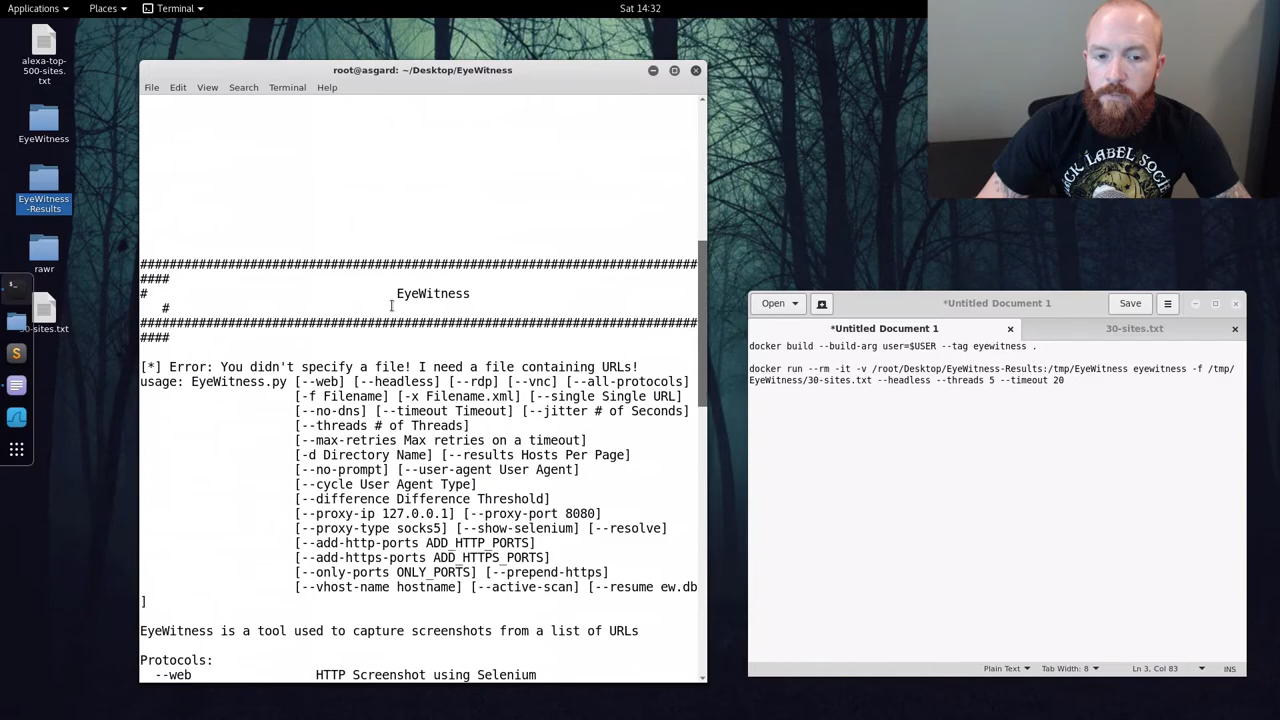 Applications Places Terminal Sat 14:32
alexa-top-
500-sites.
txt
EyeWitness
EyeWitness
-Results
rawr
30-sites.txt
root@asgard: ~/Desktop/EyeWitness
File Edit View Search Terminal Help
################################################################################
####
# EyeWitness
#
################################################################################
####
[*] Error: You didn't specify a file! I need a file containing URLs!
usage: EyeWitness.py [--web] [--headless] [--rdp] [--vnc] [--all-protocols]
[-f Filename] [-x Filename.xml] [--single Single URL]
[--no-dns] [--timeout Timeout] [--jitter # of Seconds]
[--threads # of Threads]
[--max-retries Max retries on a timeout]
[-d Directory Name] [--results Hosts Per Page]
[--no-prompt] [--user-agent User Agent]
[--cycle User Agent Type]
[--difference Difference Threshold]
[--proxy-ip 127.0.0.1] [--proxy-port 8080]
[--proxy-type socks5] [--show-selenium] [--resolve]
[--add-http-ports ADD_HTTP_PORTS]
[--add-https-ports ADD_HTTPS_PORTS]
[--only-ports ONLY_PORTS] [--prepend-https]
[--vhost-name hostname] [--active-scan] [--resume ew.db
]
EyeWitness is a tool used to capture screenshots from a list of URLs
Protocols:
--web HTTP Screenshot using Selenium
Open *Untitled Document 1 Save
*Untitled Document 1 30-sites.txt
docker build --build-arg user=$USER --tag eyewitness .
docker run --rm -it -v /root/Desktop/EyeWitness-Results:/tmp/EyeWitness eyewitness -f /tmp/
EyeWitness/30-sites.txt --headless --threads 5 --timeout 20
Plain Text Tab Width: 8 Ln 3, Col 83 INS
LABEL